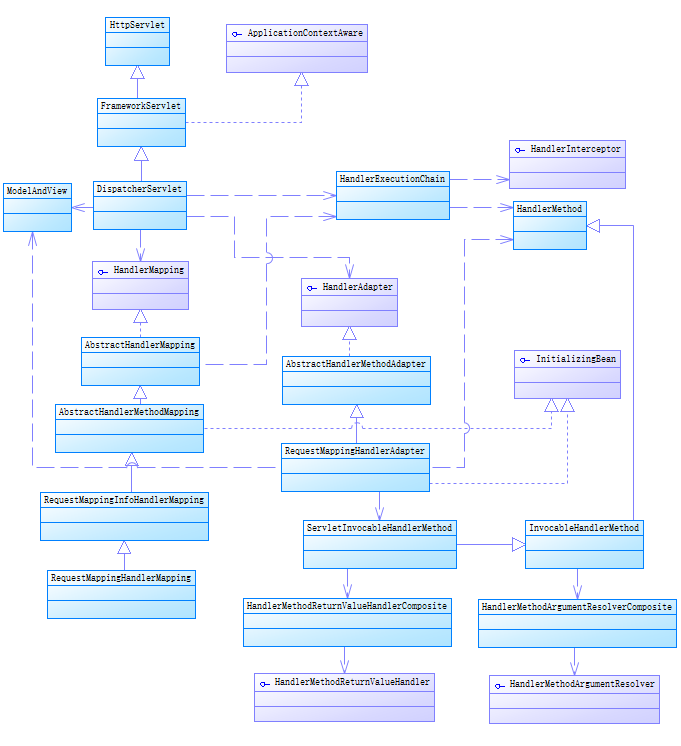 HttpServlet
ApplicationContextAware
FrameworkServlet
HandlerInterceptor
HandlerExecutionChain
ModelAndView
DispatcherServlet
HandlerMethod
HandlerMapping
HandlerAdapter
AbstractHandlerMapping
InitializingBean
AbstractHandlerMethodAdapter
AbstractHandlerMethodMapping
RequestMappingHandlerAdapter
RequestMappingInfoHandlerMapping
ServletInvocableHandlerMethod
InvocableHandlerMethod
RequestMappingHandlerMapping
HandlerMethodReturnValueHandlerComposite
HandlerMethodArgumentResolverComposite
HandlerMethodReturnValueHandler
HandlerMethodArgumentResolver